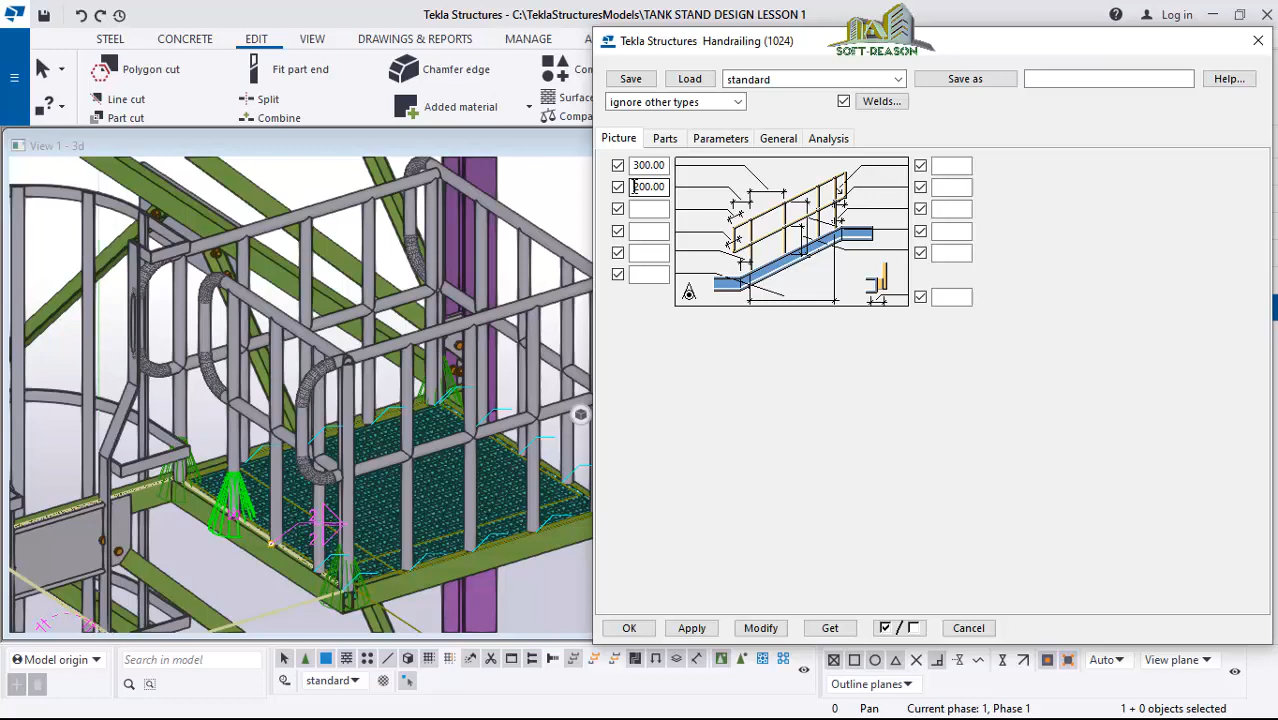 Tekla Structures - C:\TeklaStructuresModels\TANK STAND DESIGN LESSON 1
Log in
STEEL CONCRETE EDIT VIEW DRAWINGS & REPORTS MANAGE
Polygon cut
Fit part end
Chamfer edge
Line cut
Part cut
Split
Combine
Added material
SOFT-REASON
View 1 - 3d
Tekla Structures Handrailing (1024)
Save Load standard Save as Help...
ignore other types Welds...
Picture Parts Parameters General Analysis
300.00
200.00
OK Apply Modify Get / Cancel
Model origin Search in model
standard
Auto View plane
Outline planes
0 Pan Current phase: 1, Phase 1 1 + 0 objects selected